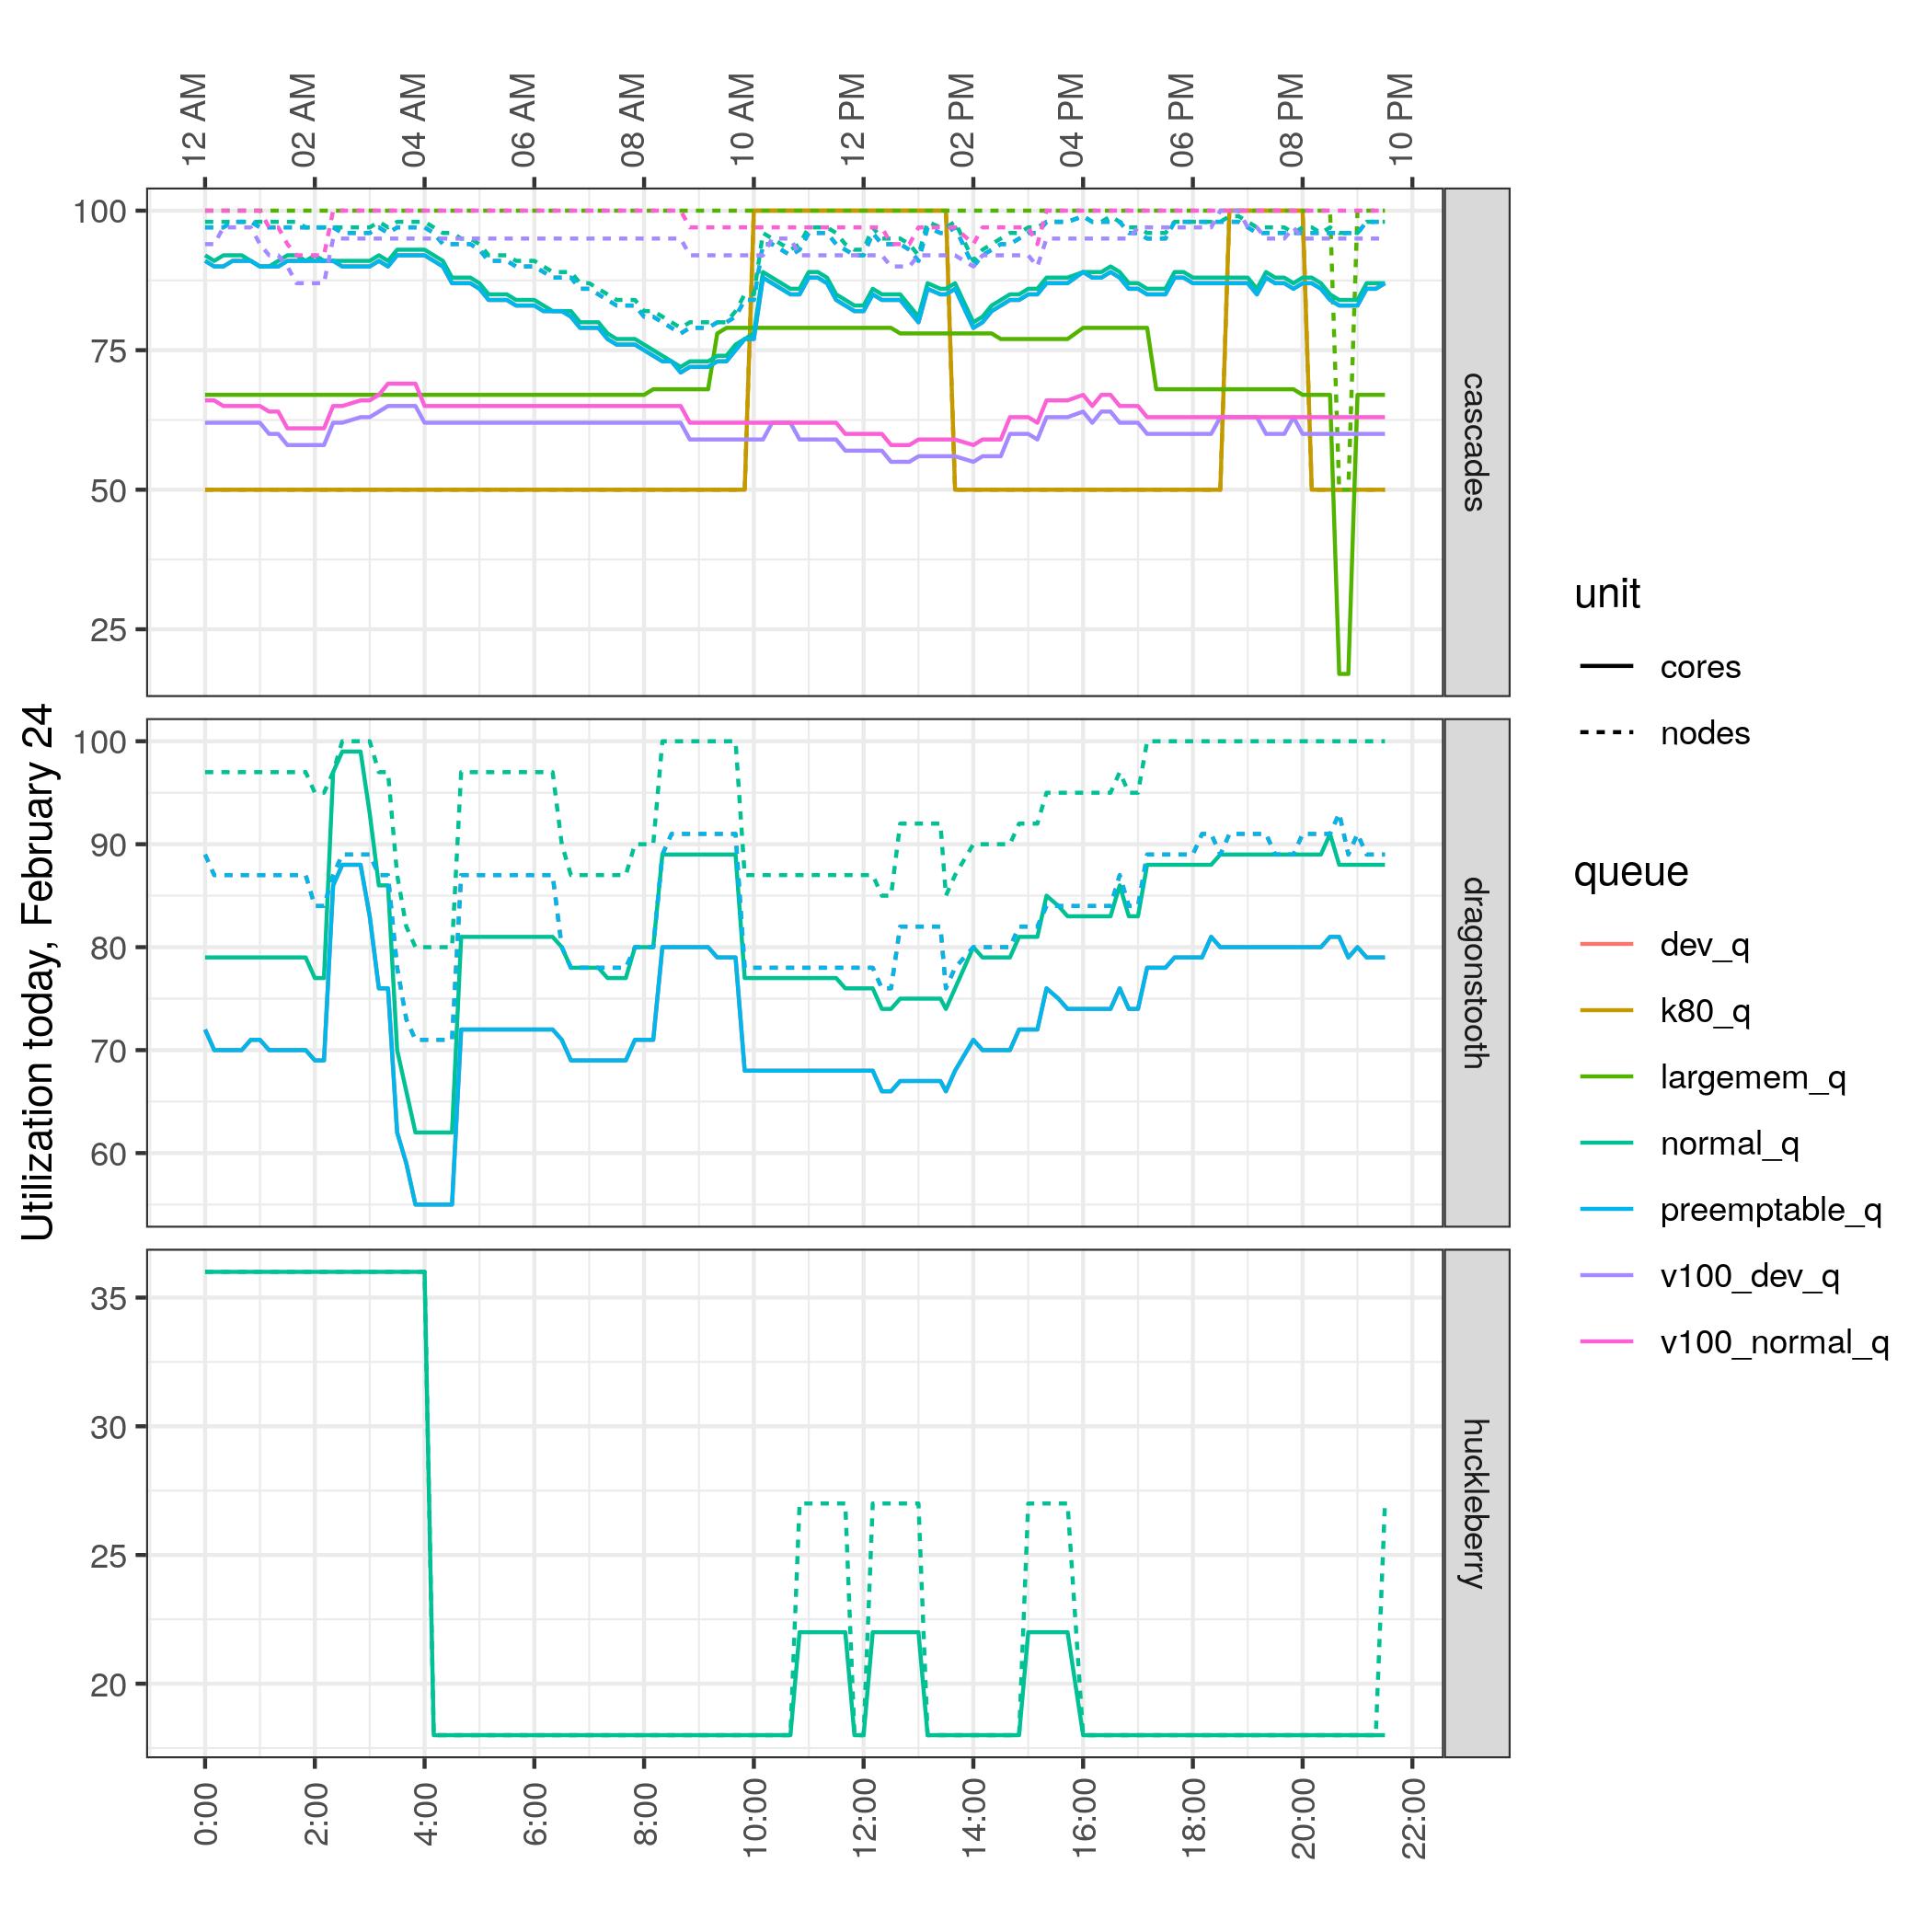 12 AM
02 AM
04 AM
06 AM
08 AM
10 AM
12 PM
02 PM
04 PM
06 PM
08 PM
10 PM
Utilization today, February 24
100
75
50
25
cascades
100
90
80
70
60
dragonstooth
35
30
25
20
huckleberry
0:00
2:00
4:00
6:00
8:00
10:00
12:00
14:00
16:00
18:00
20:00
22:00
unit
cores
nodes
queue
dev_q
k80_q
largemem_q
normal_q
preemptable_q
v100_dev_q
v100_normal_q